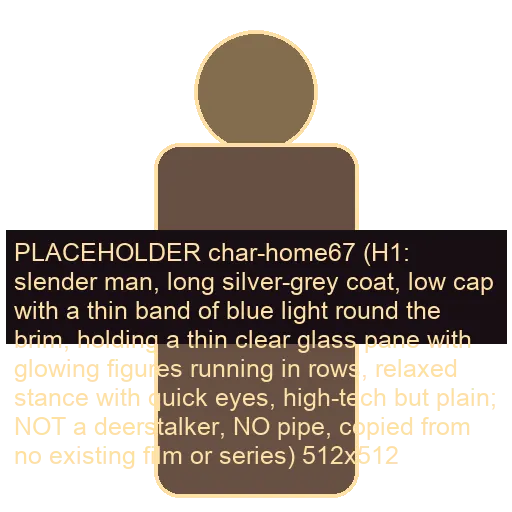 PLACEHOLDER char-home67 (H1:
slender man, long silver-grey coat, low cap
with a thin band of blue light round the
brim, holding a thin clear glass pane with
glowing figures running in rows, relaxed
stance with quick eyes, high-tech but plain;
NOT a deerstalker, NO pipe, copied from
no existing film or series) 512x512